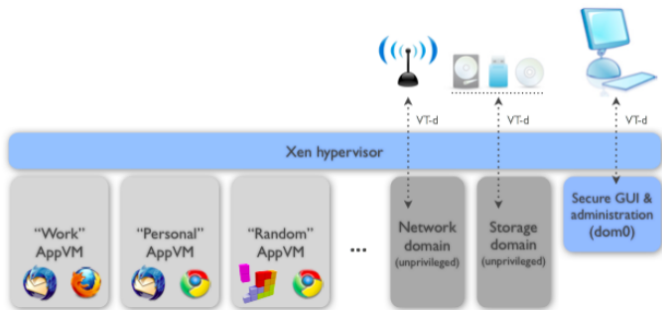 VT-d
VT-d
VT-d
Xen hypervisor
“Work”
AppVM
“Personal”
AppVM
“Random”
AppVM
...
Network
domain
(unprivileged)
Storage
domain
(unprivileged)
Secure GUI &
administration
(dom0)